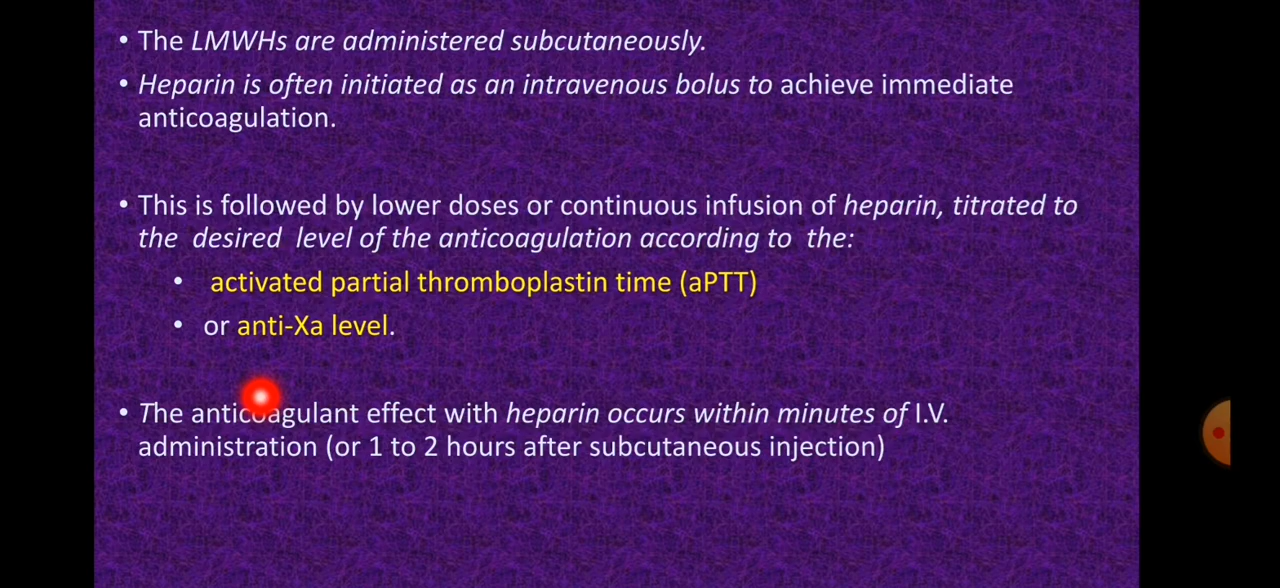 • The LMWHs are administered subcutaneously.
• Heparin is often initiated as an intravenous bolus to achieve immediate
anticoagulation.
• This is followed by lower doses or continuous infusion of heparin, titrated to
the desired level of the anticoagulation according to the:
• activated partial thromboplastin time (aPTT)
• or anti-Xa level.
• The anticoagulant effect with heparin occurs within minutes of I.V.
administration (or 1 to 2 hours after subcutaneous injection)